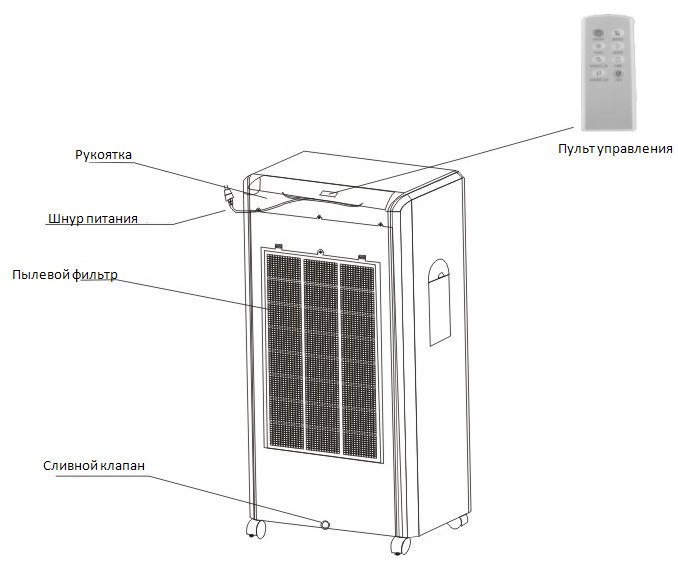 Пульт управления
Рукоятка
Шнур питания
Пылевой фильтр
Сливной клапан